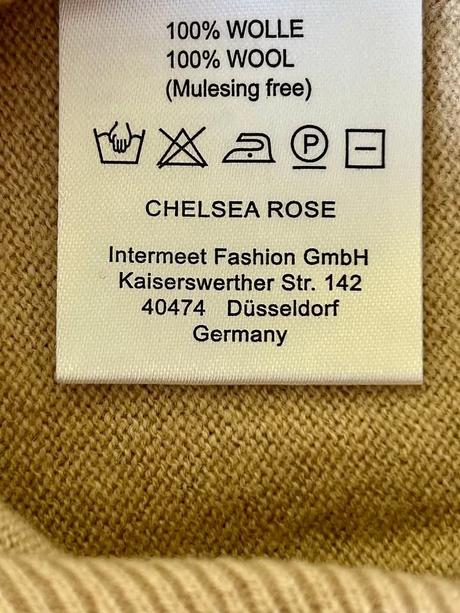 100% WOLLE
100% WOOL
(Mulesing free)
P
CHELSEA ROSE
Intermeet Fashion GmbH
Kaiserswerther Str. 142
40474 Düsseldorf
Germany